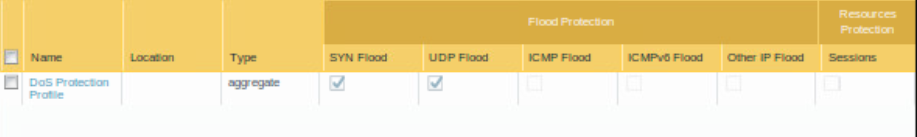 Flood Protection
Resources
Protection
Name Location Type SYN Flood UDP Flood ICMP Flood ICMPv6 Flood Other IP Flood Sessions
DoS Protection aggregate
Profile